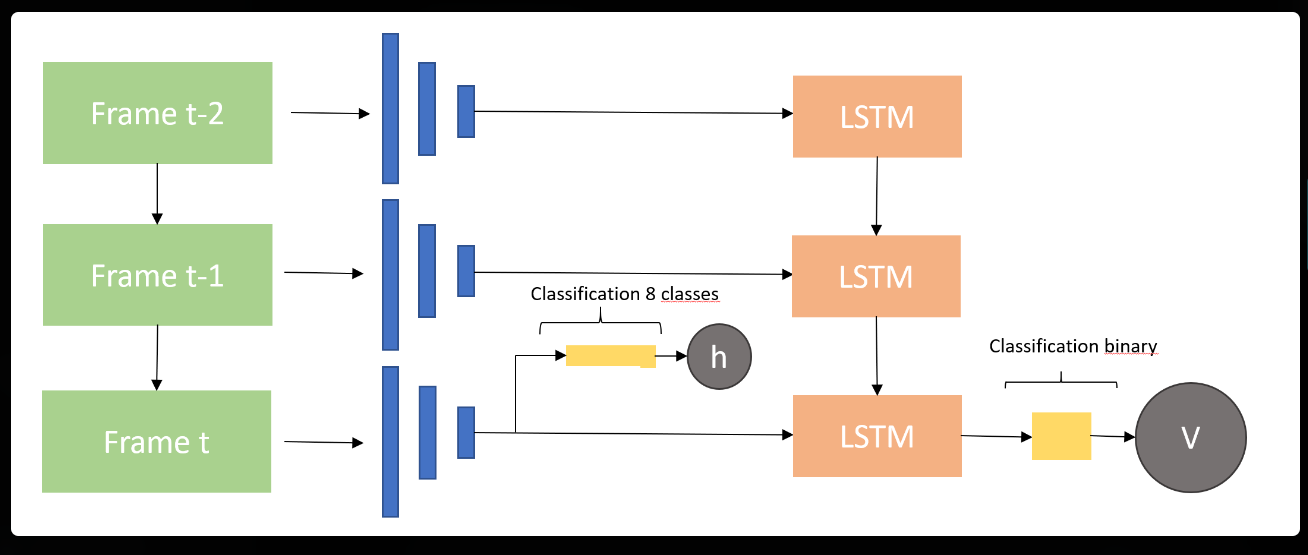 Frame t-2
LSTM
Frame t-1
LSTM
Classification 8 classes
h
Classification binary
Frame t
LSTM
V